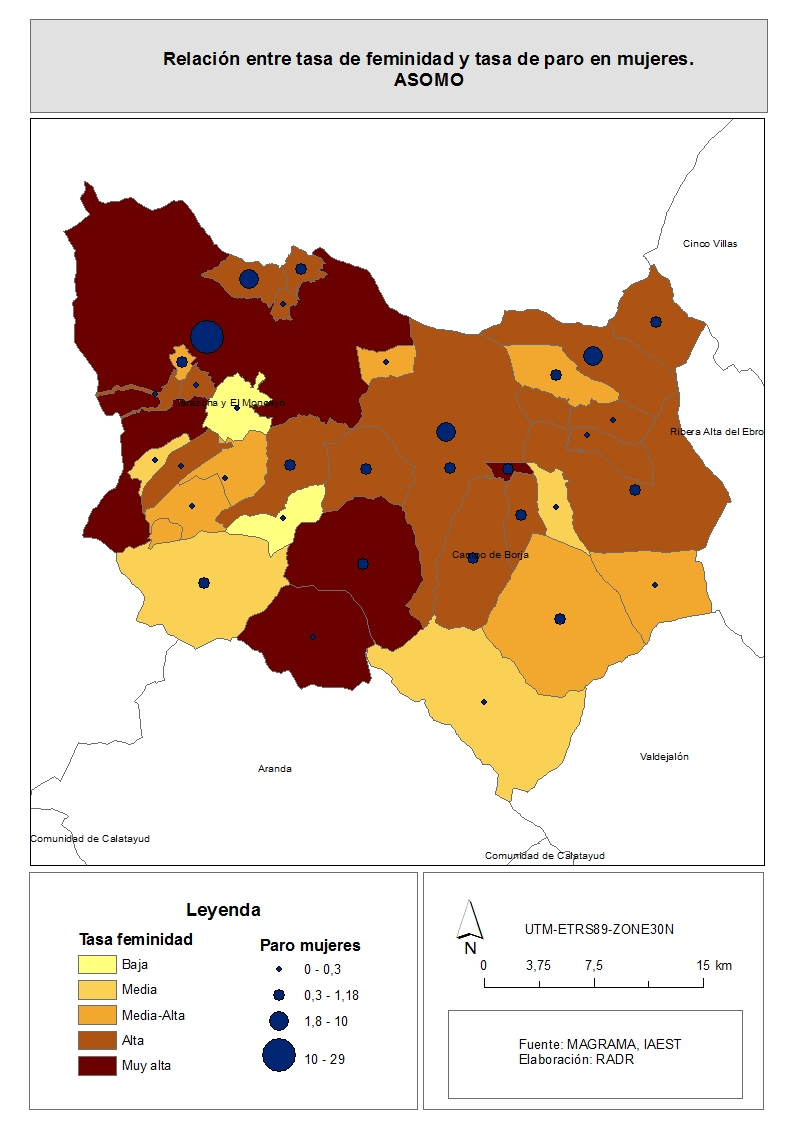 Relación entre tasa de feminidad y tasa de paro en mujeres.
ASOMO
Cinco Villas
Tarazona y El Moncayo
Ribera Alta del Ebro
Campo de Borja
Valdejalón
Aranda
Comunidad de Calatayud
Comunidad de Calatayud
Leyenda
Tasa feminidad
Baja
Media
Media-Alta
Alta
Muy alta
Paro mujeres
0 - 0,3
0,3 - 1,18
1,8 - 10
10 - 29
N
UTM-ETRS89-ZONE30N
0 3,75 7,5 15 km
Fuente: MAGRAMA, IAEST
Elaboración: RADR